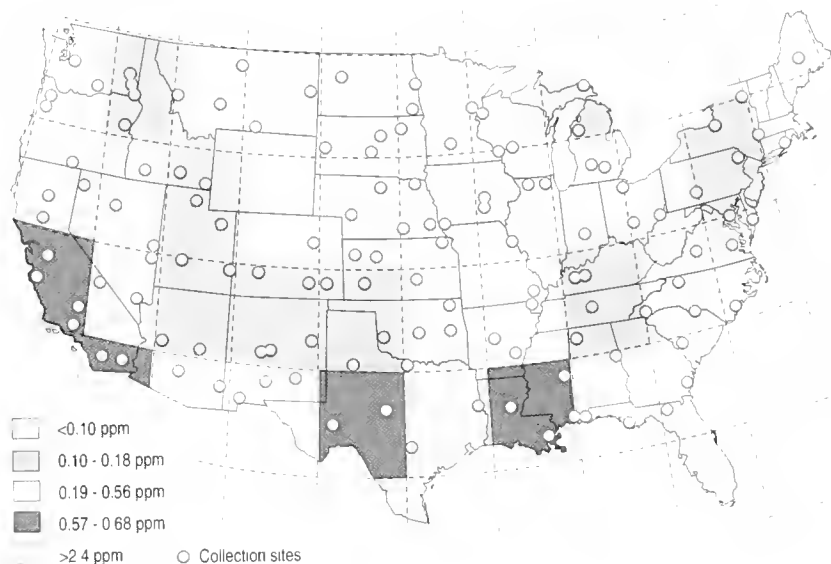 <0.10 ppm
0.10 - 0.18 ppm
0.19 - 0.56 ppm
0.57 - 0 68 ppm
>2 4 ppm
Collection sites